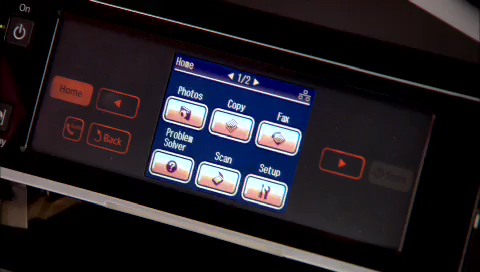 On
Home
1/2
Photos
Copy
Fax
Home
Problem
Solver
Scan
Setup
Back